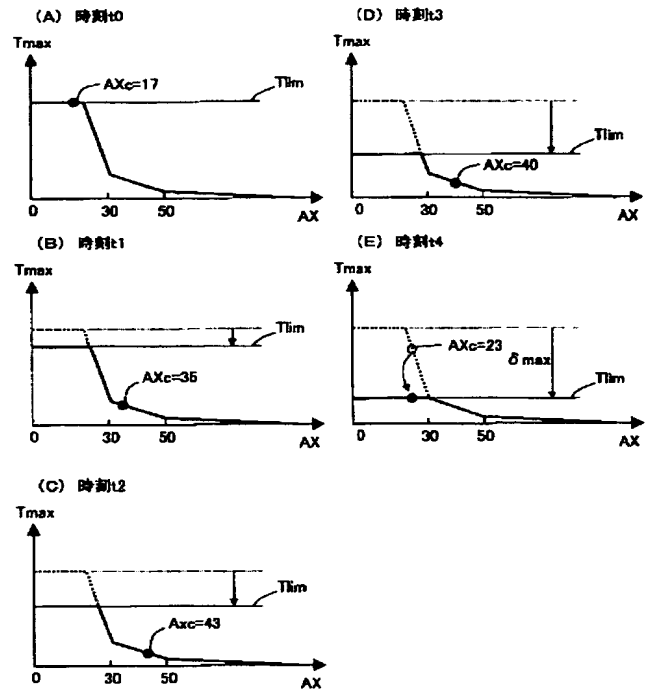 (A) 時刻t0
Tmax
AXc=17
Tlim
0 30 50 AX
(B) 時刻t1
Tmax
Tlim
AXc=35
0 30 50 AX
(C) 時刻t2
Tmax
Tlim
Axc=43
0 30 50 AX
(D) 時刻t3
Tmax
Tlim
AXc=40
0 30 50 AX
(E) 時刻t4
Tmax
AXc=23
δmax
Tlim
0 30 50 AX